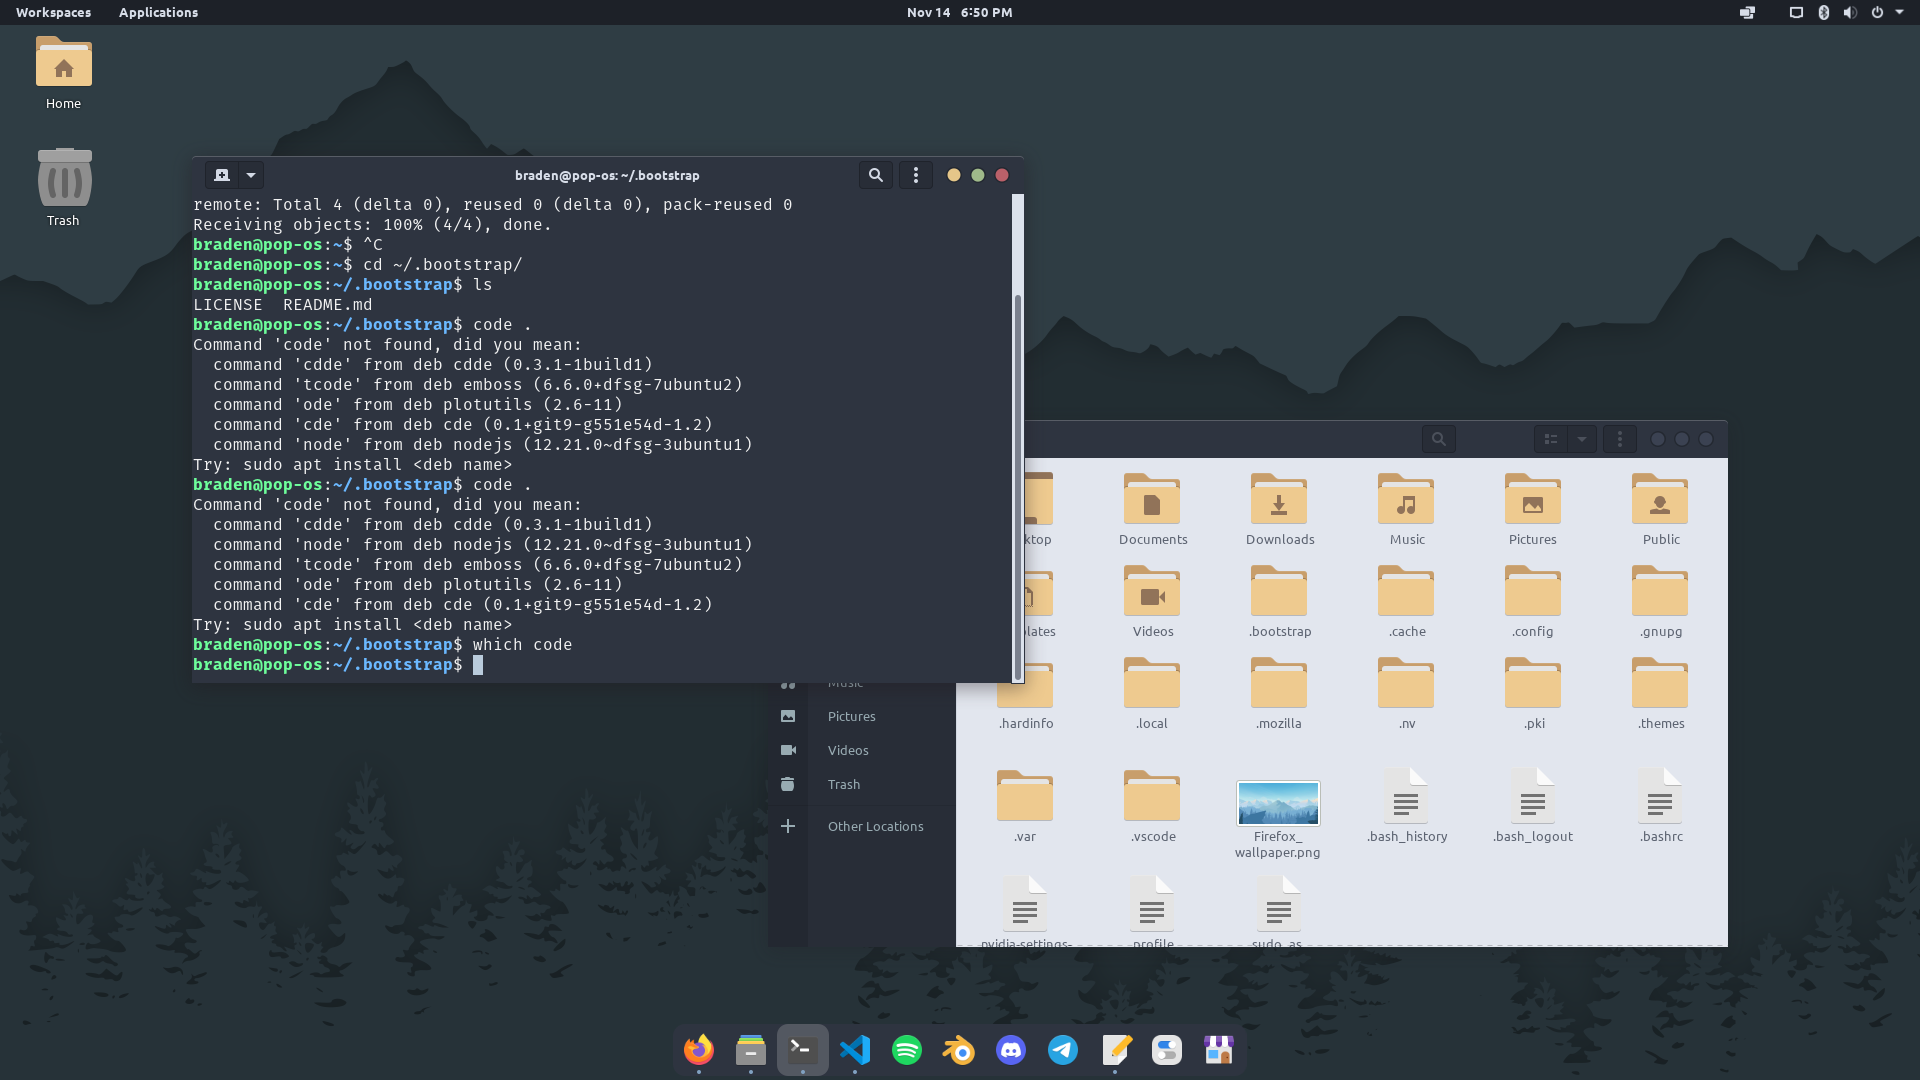 Workspaces Applications Nov 14 6:50 PM
Home
Trash
braden@pop-os: ~/.bootstrap
remote: Total 4 (delta 0), reused 0 (delta 0), pack-reused 0
Receiving objects: 100% (4/4), done.
braden@pop-os:~$ ^C
braden@pop-os:~$ cd ~/.bootstrap/
braden@pop-os:~/.bootstrap$ ls
LICENSE  README.md
braden@pop-os:~/.bootstrap$ code .
Command 'code' not found, did you mean:
  command 'cdde' from deb cdde (0.3.1-1build1)
  command 'tcode' from deb emboss (6.6.0+dfsg-7ubuntu2)
  command 'ode' from deb plotutils (2.6-11)
  command 'cde' from deb cde (0.1+git9-g551e54d-1.2)
  command 'node' from deb nodejs (12.21.0~dfsg-3ubuntu1)
Try: sudo apt install <deb name>
braden@pop-os:~/.bootstrap$ code .
Command 'code' not found, did you mean:
  command 'cdde' from deb cdde (0.3.1-1build1)
  command 'node' from deb nodejs (12.21.0~dfsg-3ubuntu1)
  command 'tcode' from deb emboss (6.6.0+dfsg-7ubuntu2)
  command 'ode' from deb plotutils (2.6-11)
  command 'cde' from deb cde (0.1+git9-g551e54d-1.2)
Try: sudo apt install <deb name>
braden@pop-os:~/.bootstrap$ which code
braden@pop-os:~/.bootstrap$
Music
Pictures
Videos
Trash
Other Locations
ktop Documents Downloads Music Pictures Public
lates Videos .bootstrap .cache .config .gnupg
.hardinfo .local .mozilla .nv .pki .themes
.var .vscode Firefox_ .bash_history .bash_logout .bashrc
wallpaper.png
.nvidia-settings- .profile .sudo_as_